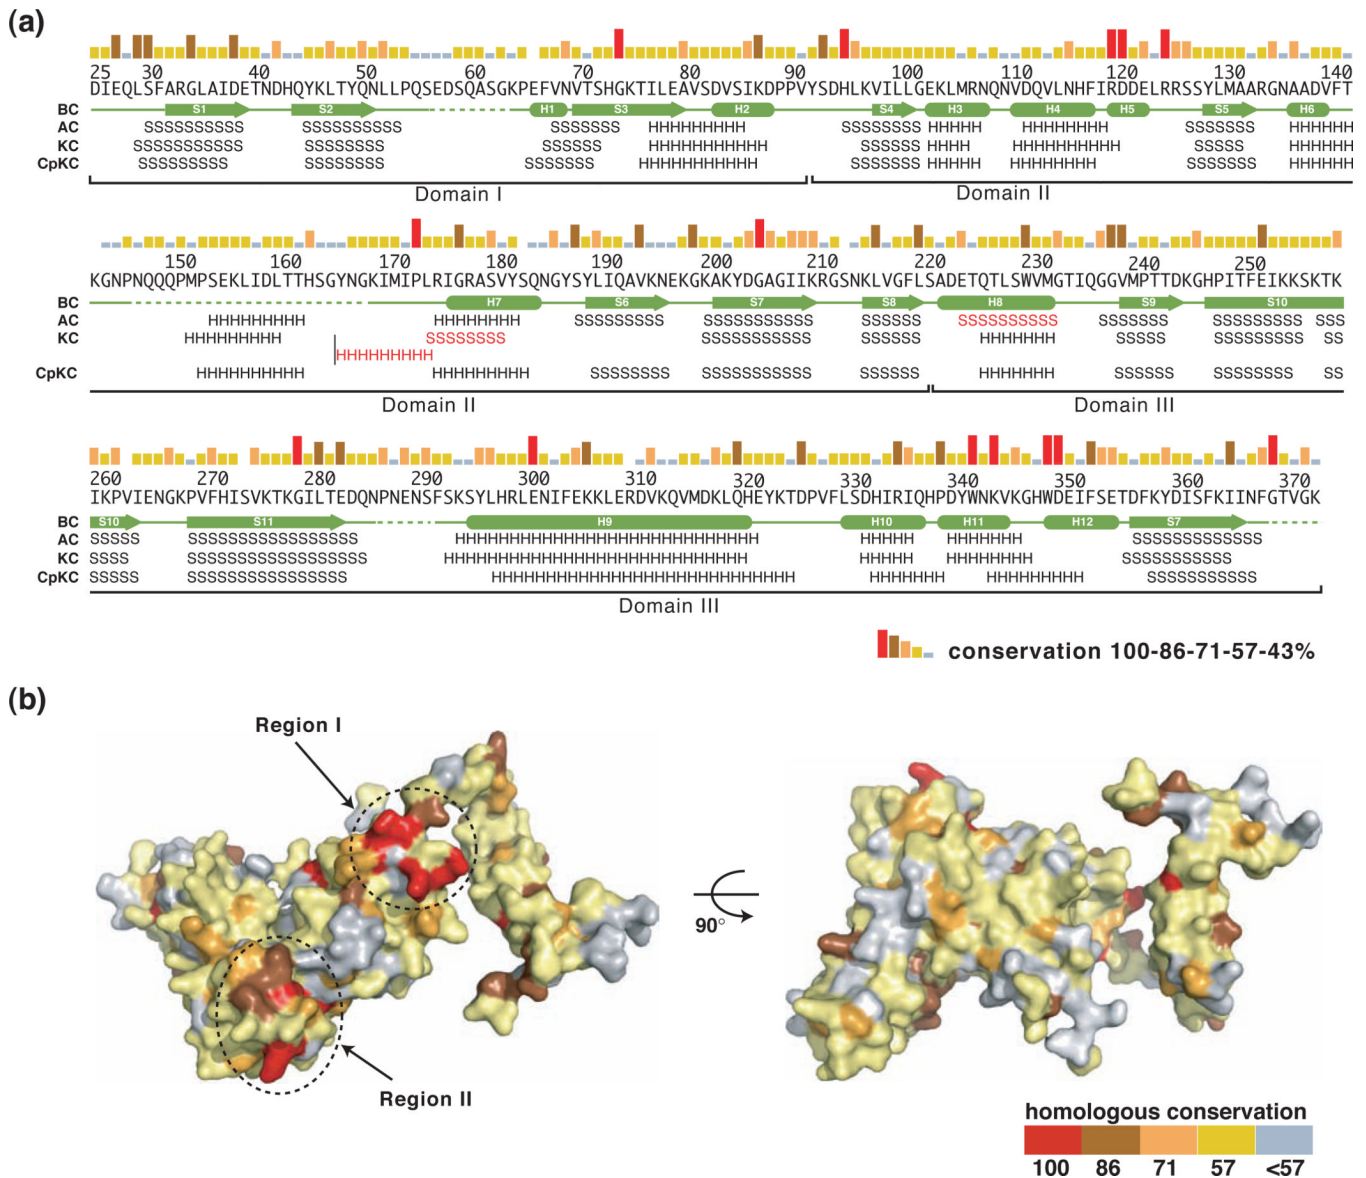 (a)
25 30 40 50 60 70 80 90 100 110 120 130 140
DIEQLSFARGLAIDETNDHQYKLTYQNLLPQSEDSQASGKPEFVNVTSHGKTILEAVSDVSIKDPPVYSDHLKVILLGEKLMRNQNVDQVLNHFIRDDELRRSSYLMAARGNAADVFT
BC S1 S2 H1 S3 H2 S4 H3 H4 H5 S5 H6
AC
KC
CpKC
Domain I Domain II
150 160 170 180 190 200 210 220 230 240 250
KGNPNQQQQPMPSEKLIDLTTHSGYNGKIMIPLRIGRASVYSQNGYSYLIQAVKNEKGKAKYDGAGIIKRGSNKLVGFLSADETQTLSWVMGTIQGGVMPTTDKGHPITFEIKKSKTK
BC H7 S6 S7 S8 H8 S9 S10
AC
KC
CpKC
Domain II Domain III
260 270 280 290 300 310 320 330 340 350 360 370
IKPVIENGKPVFHISVKTKGILTEDQNPNENSFSKSYLHRLENIFEKKLERDVKQVMDKLQHEYKTDPVFLSDHIRIQHPDYWNKVKGHWDEIFSETDFKYDISFKIINFGTVGK
BC S10 S11 H9 H10 H11 H12 S7
AC
KC
CpKC
Domain III
conservation 100-86-71-57-43%
(b)
Region I
90°
Region II
homologous conservation
100 86 71 57 <57